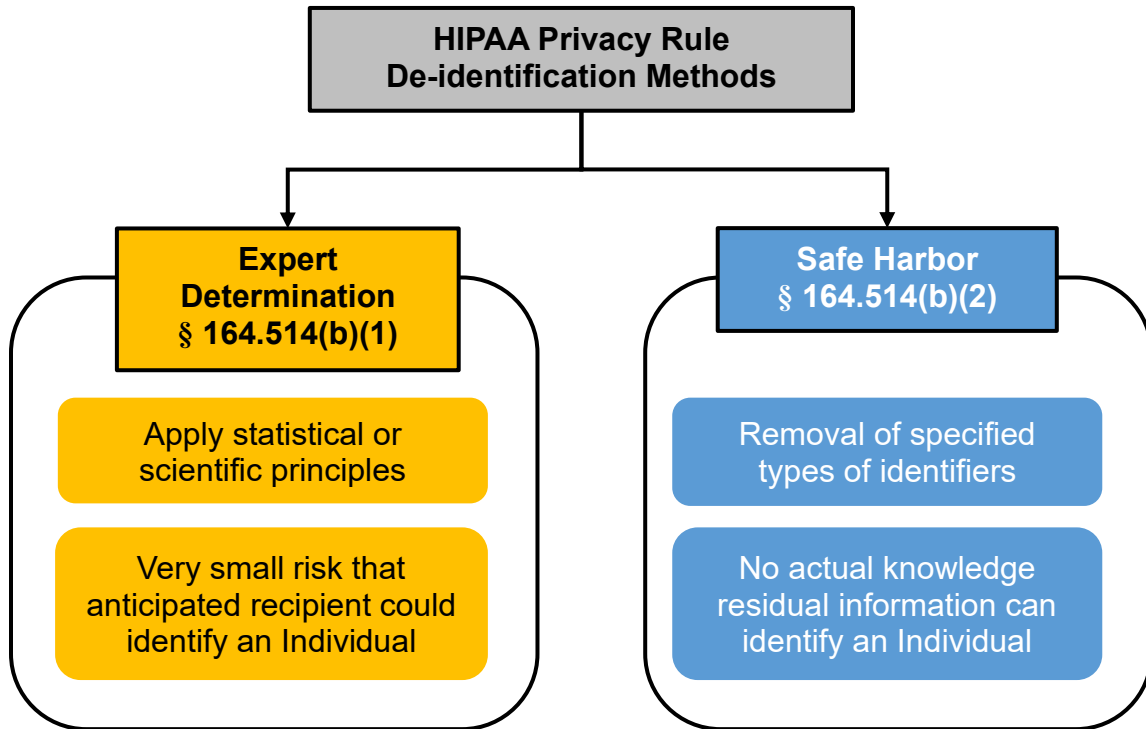 HIPAA Privacy Rule
De-identification Methods
Expert
Determination
§ 164.514(b)(1)
Apply statistical or
scientific principles
Very small risk that
anticipated recipient could
identify an Individual
Safe Harbor
§ 164.514(b)(2)
Removal of specified
types of identifiers
No actual knowledge
residual information can
identify an Individual